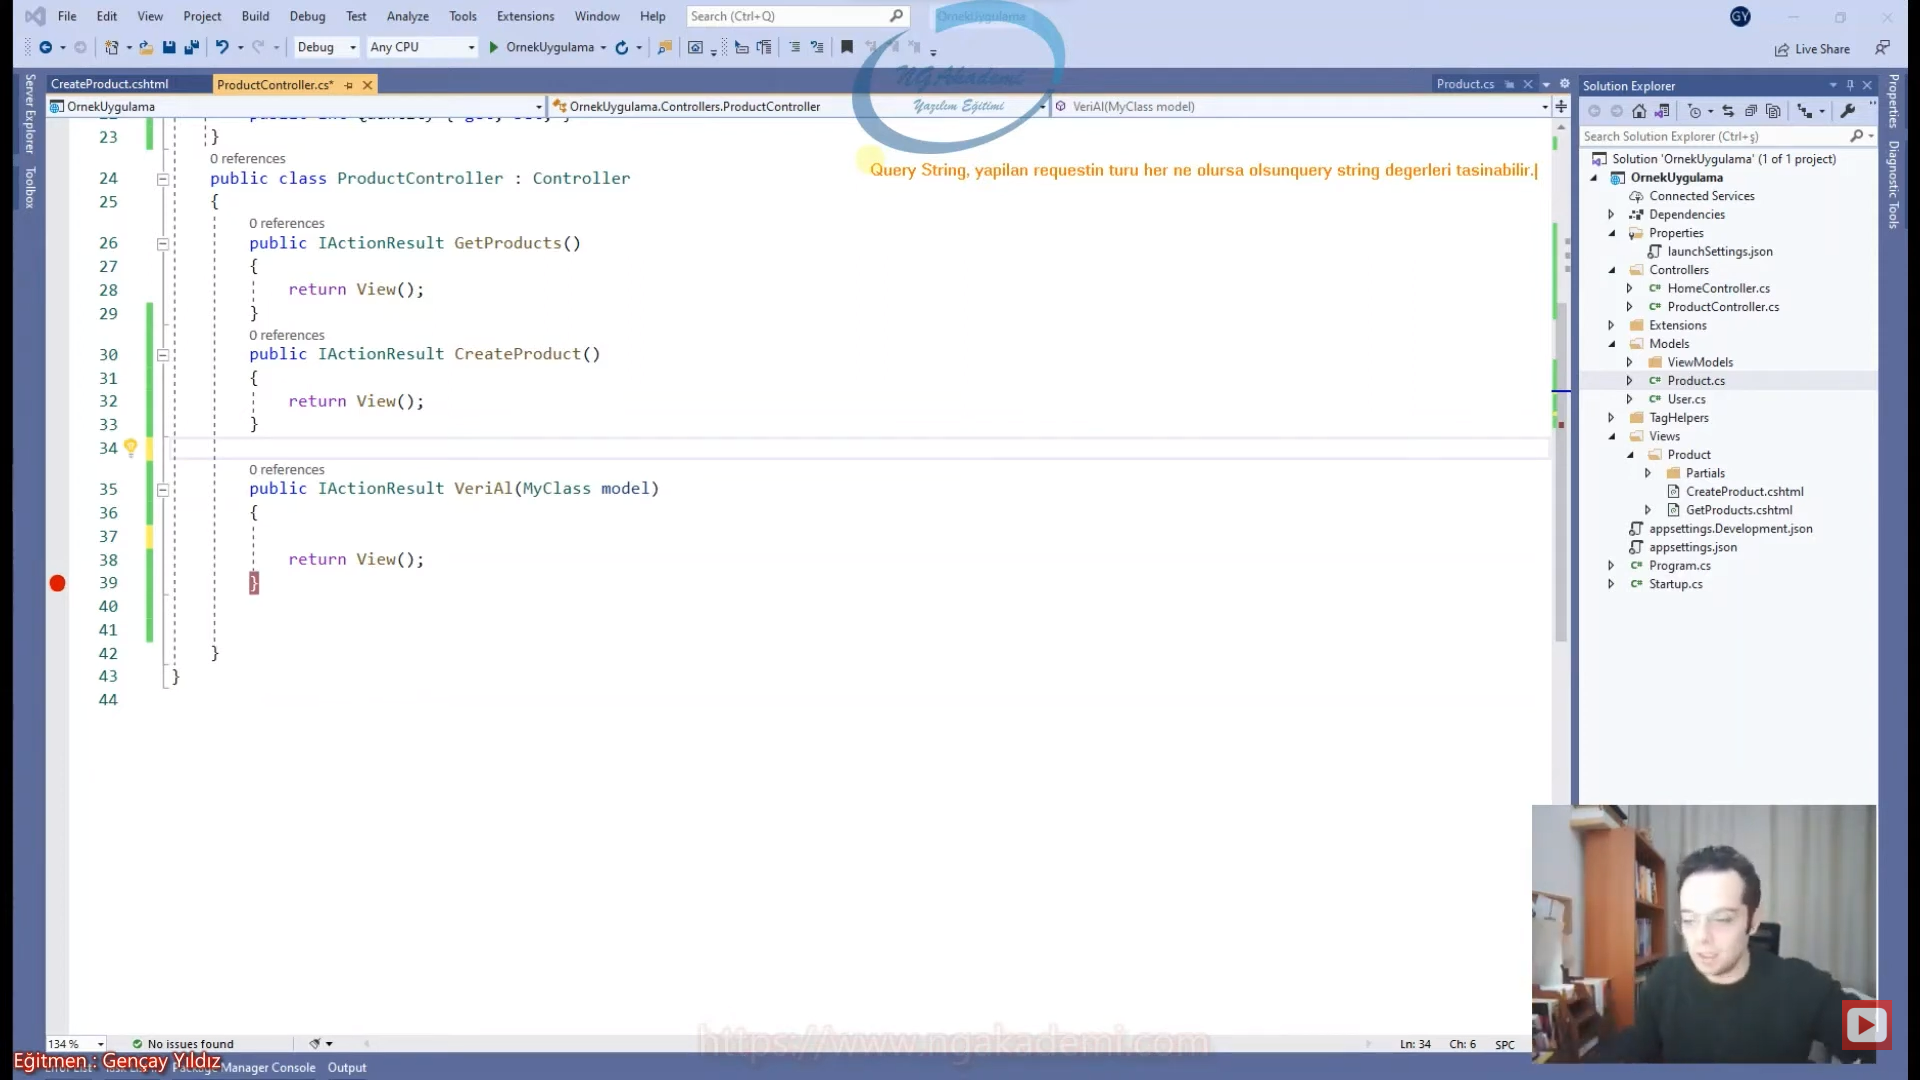 File Edit View Project Build Debug Test Analyze Tools Extensions Window Help Search (Ctrl+Q) OrnekUygulama GY
Debug Any CPU OrnekUygulama Live Share
NGAkademi
Yazılım Eğitimi
CreateProduct.cshtml ProductController.cs* Product.cs
OrnekUygulama OrnekUygulama.Controllers.ProductController VeriAl(MyClass model)
Server Explorer
Toolbox
Query String, yapilan requestin turu her ne olursa olsunquery string degerleri tasinabilir.
23 }
0 references
24 public class ProductController : Controller
25 {
0 references
26 public IActionResult GetProducts()
27 {
28 return View();
29 }
0 references
30 public IActionResult CreateProduct()
31 {
32 return View();
33 }
34
0 references
35 public IActionResult VeriAl(MyClass model)
36 {
37
38 return View();
39 }
40
41
42 }
43 }
44
Solution Explorer
Search Solution Explorer (Ctrl+ş)
Solution 'OrnekUygulama' (1 of 1 project)
OrnekUygulama
Connected Services
Dependencies
Properties
launchSettings.json
Controllers
HomeController.cs
ProductController.cs
Extensions
Models
ViewModels
Product.cs
User.cs
TagHelpers
Views
Product
Partials
CreateProduct.cshtml
GetProducts.cshtml
appsettings.Development.json
appsettings.json
Program.cs
Startup.cs
Properties
Diagnostic Tools
134 % No issues found Ln: 34 Ch: 6 SPC
https://www.ngakademi.com
Eğitmen : Gençay Yıldız
Manager Console Output